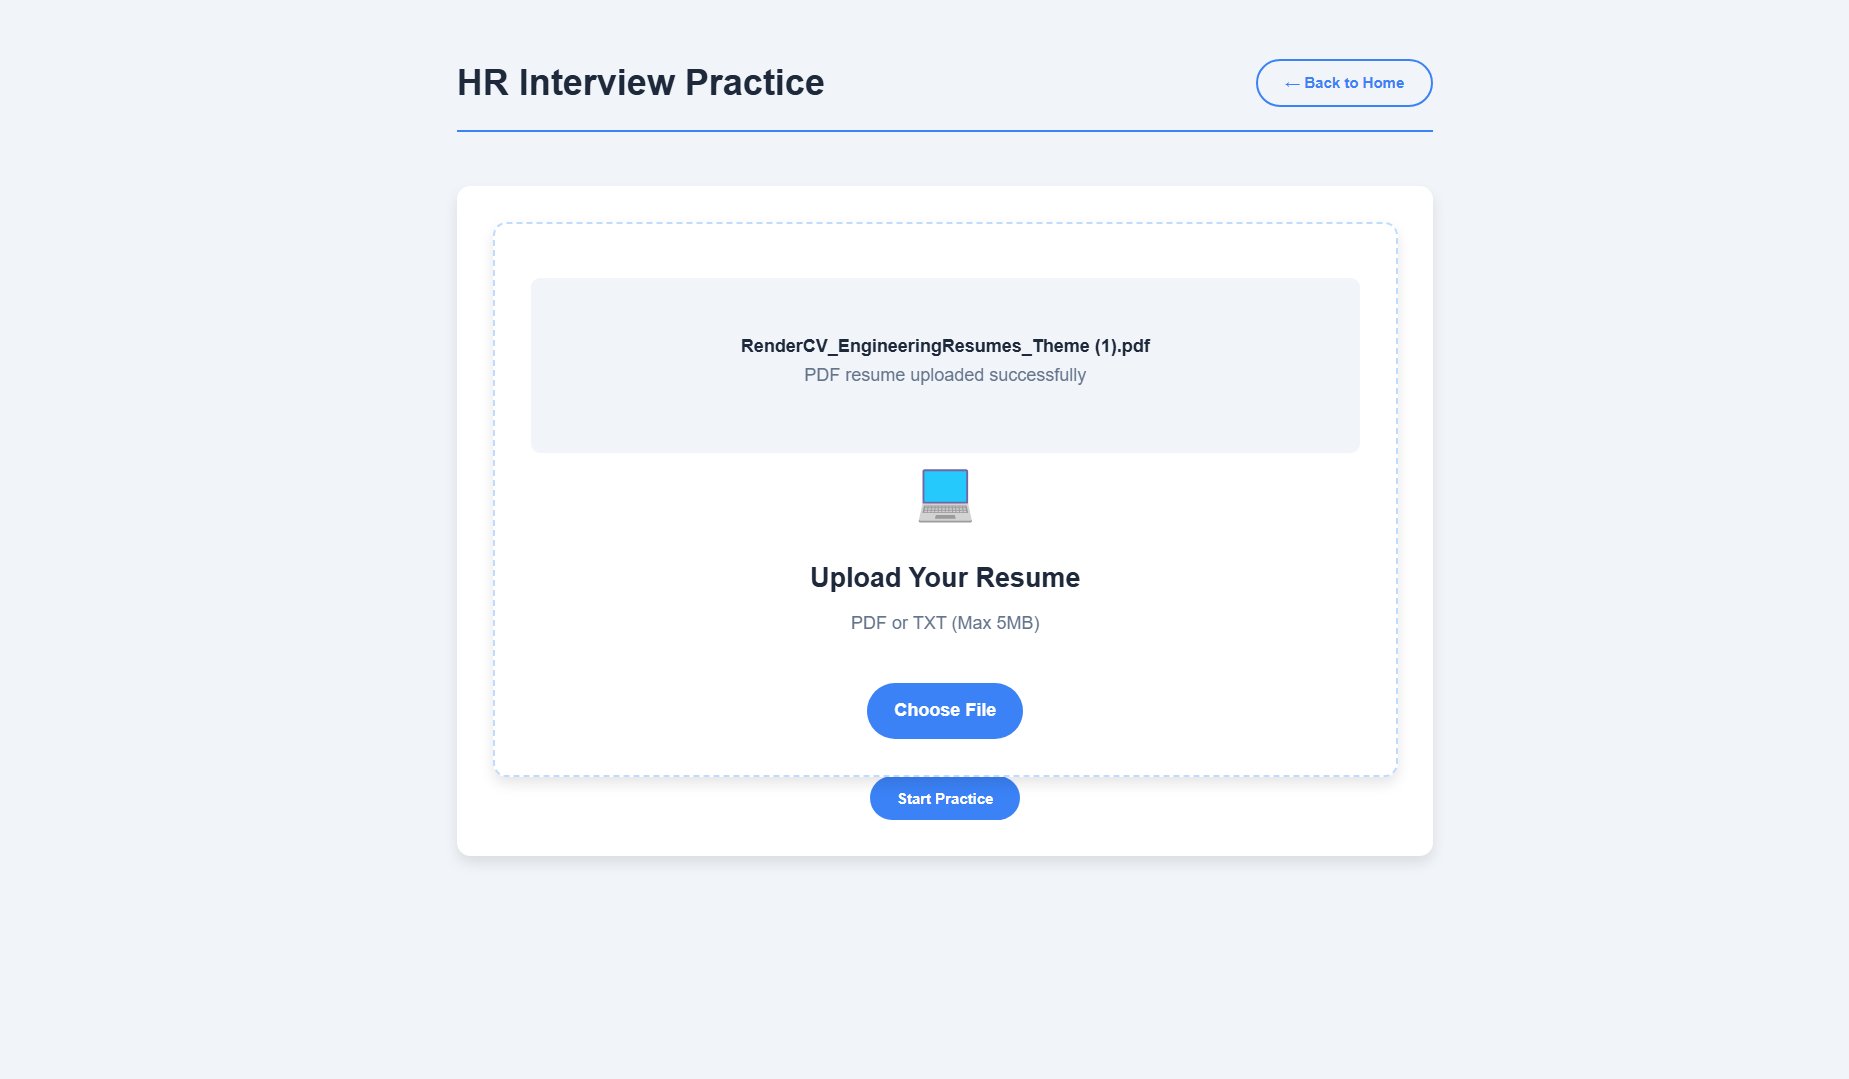 HR Interview Practice
← Back to Home
RenderCV_EngineeringResumes_Theme (1).pdf
PDF resume uploaded successfully
Upload Your Resume
PDF or TXT (Max 5MB)
Choose File
Start Practice